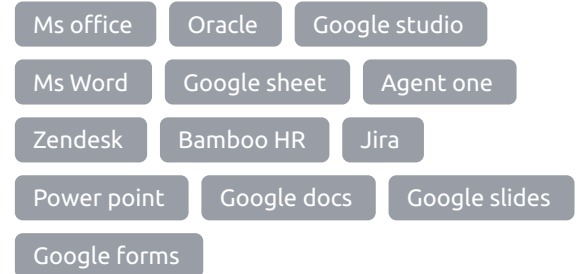 Ms office Oracle Google studio
Ms Word Google sheet Agent one
Zendesk Bamboo HR Jira
Power point Google docs Google slides
Google forms